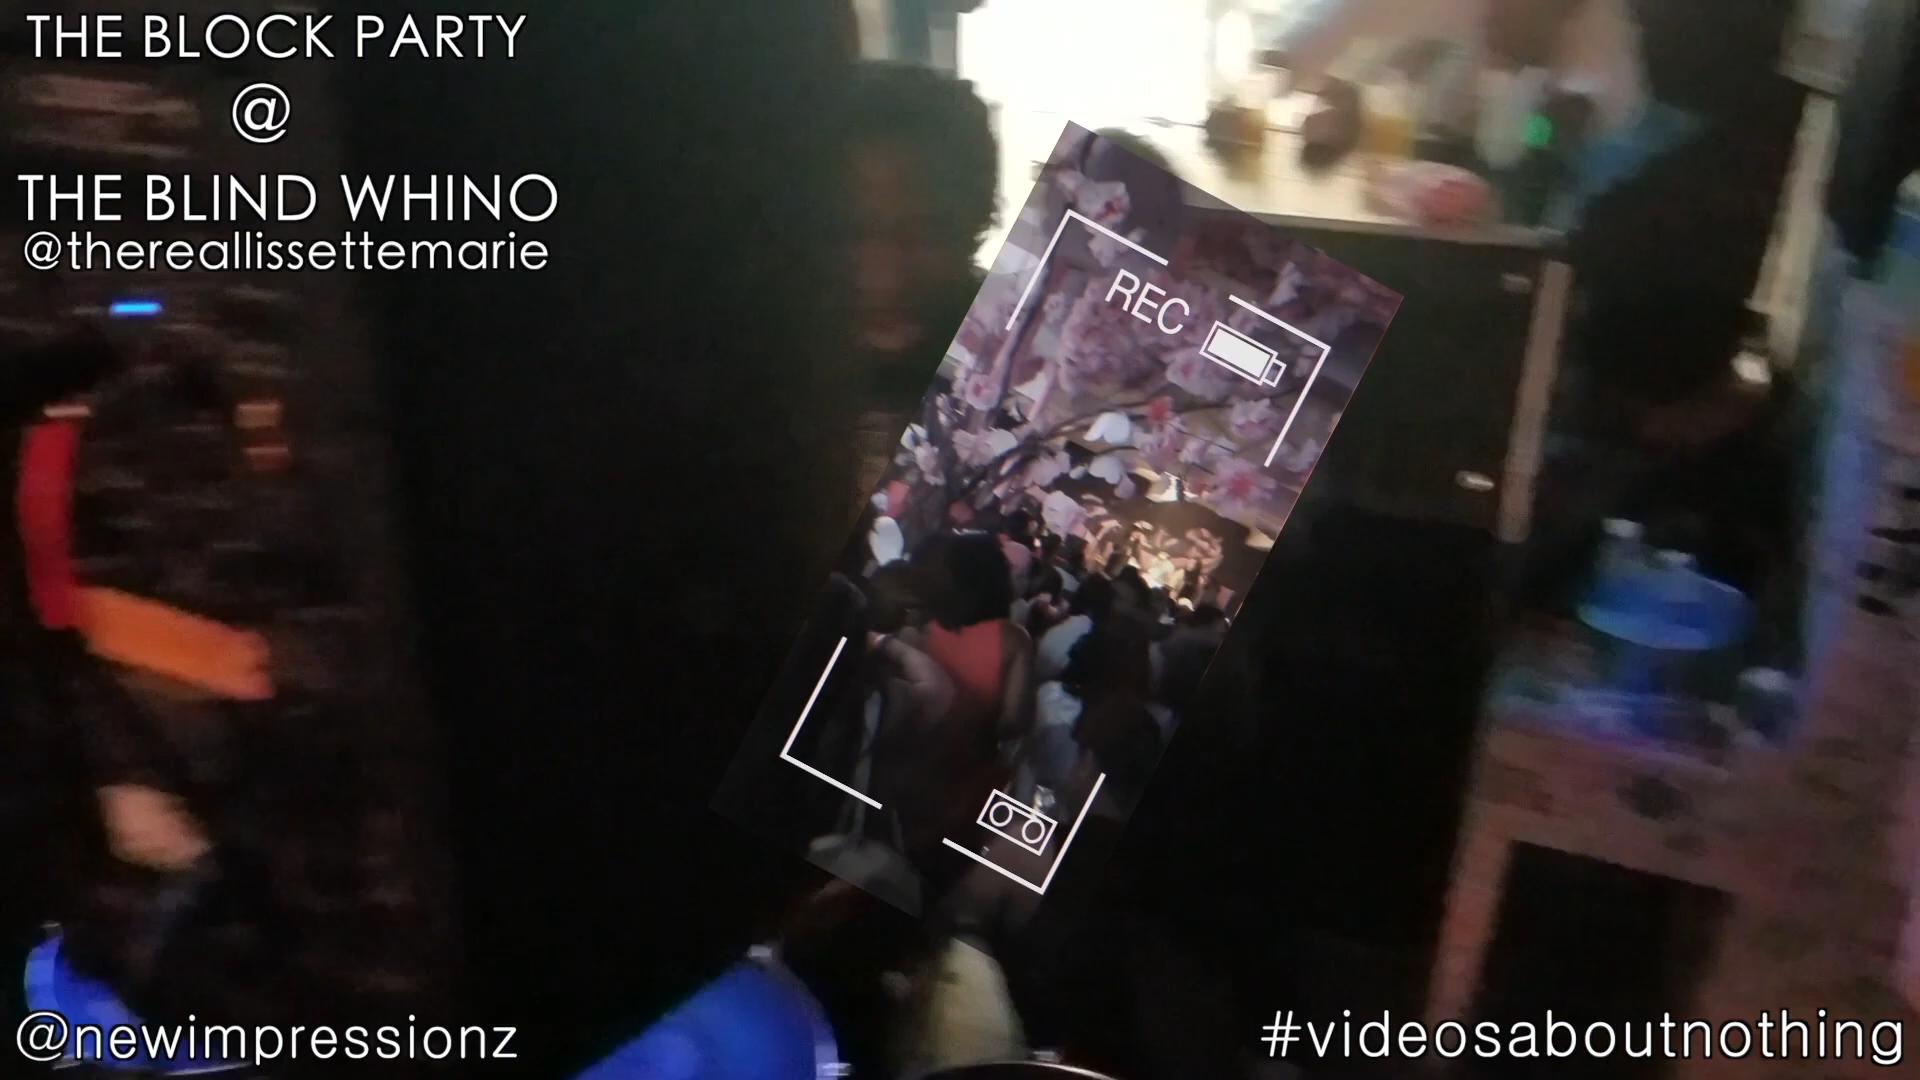 THE BLOCK PARTY
@
THE BLIND WHINO
@thereallissettemarie
REC
@newimpressionz
#videosaboutnothing